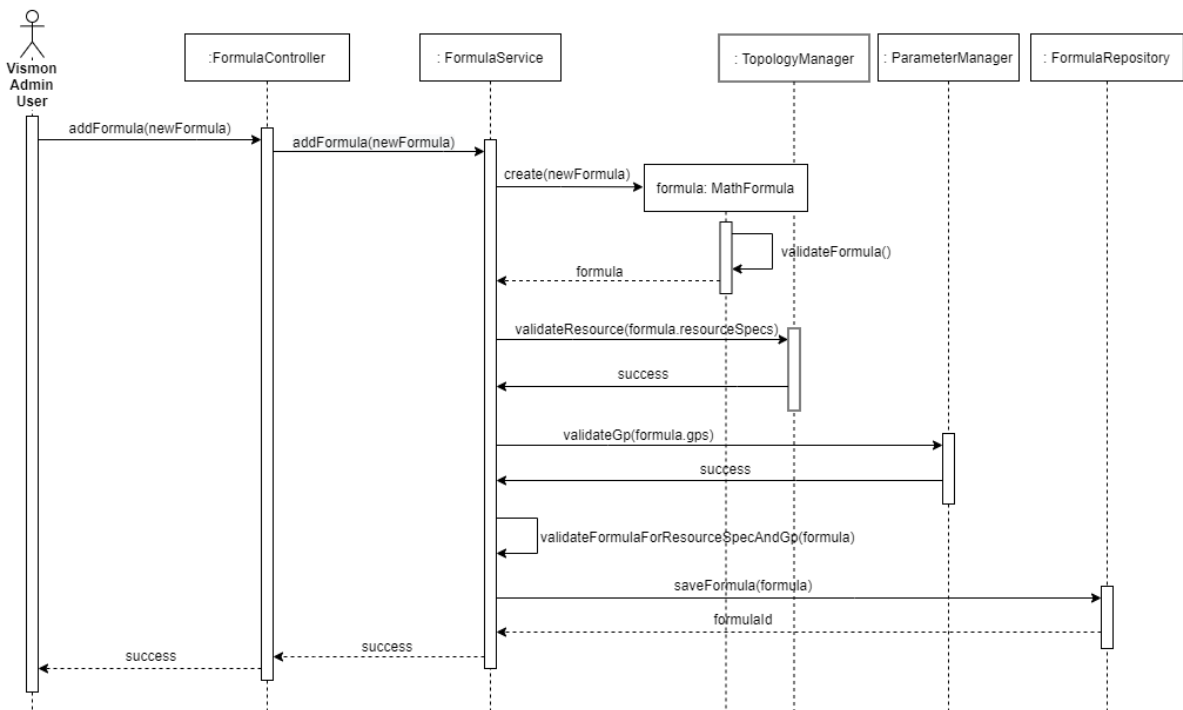 Vismon
Admin
User
:FormulaController
: FormulaService
: TopologyManager
: ParameterManager
: FormulaRepository
addFormula(newFormula)
addFormula(newFormula)
create(newFormula)
formula: MathFormula
validateFormula()
formula
validateResource(formula.resourceSpecs)
success
validateGp(formula.gps)
success
validateFormulaForResourceSpecAndGp(formula)
saveFormula(formula)
formulaId
success
success